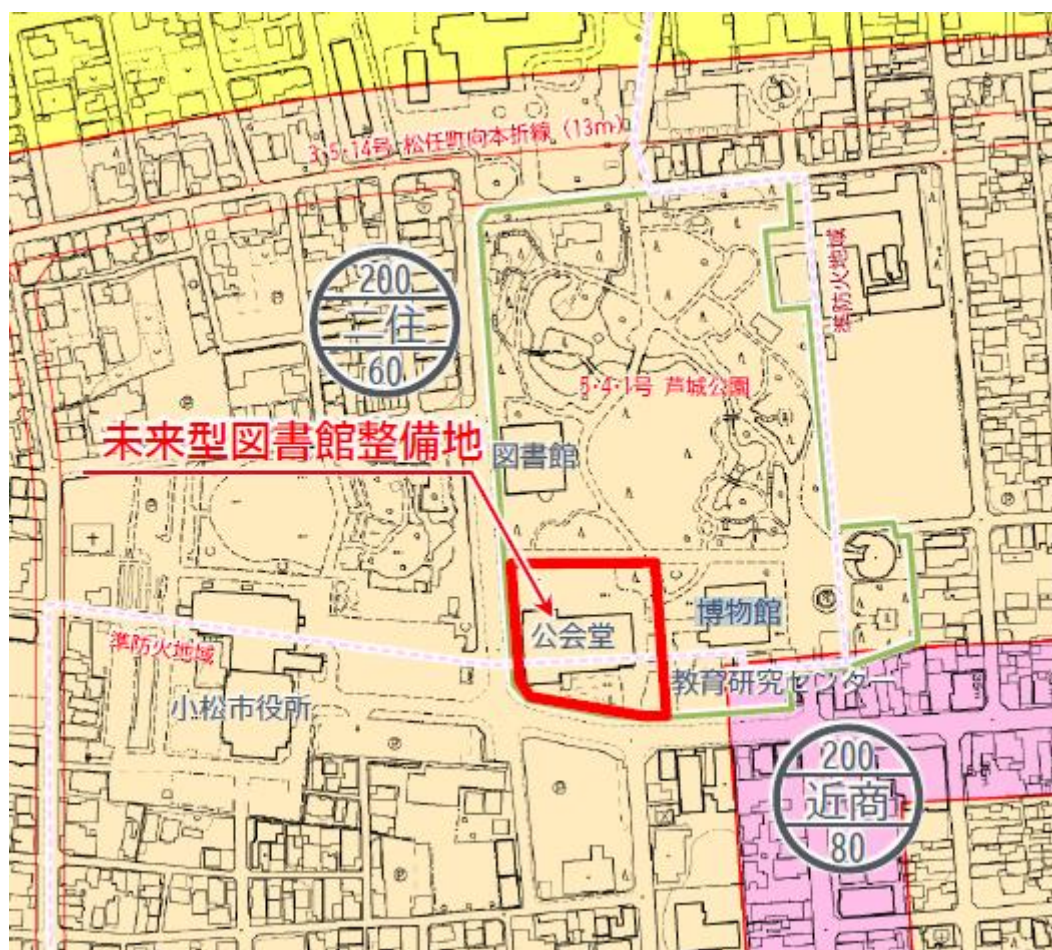 3・5・14号 松任町向本折線（13m）
200
二住
60
準防火地域
5・4・1号 芦城公園
未来型図書館整備地
図書館
博物館
公会堂
準防火地域
教育研究センター
小松市役所
200
近商
80